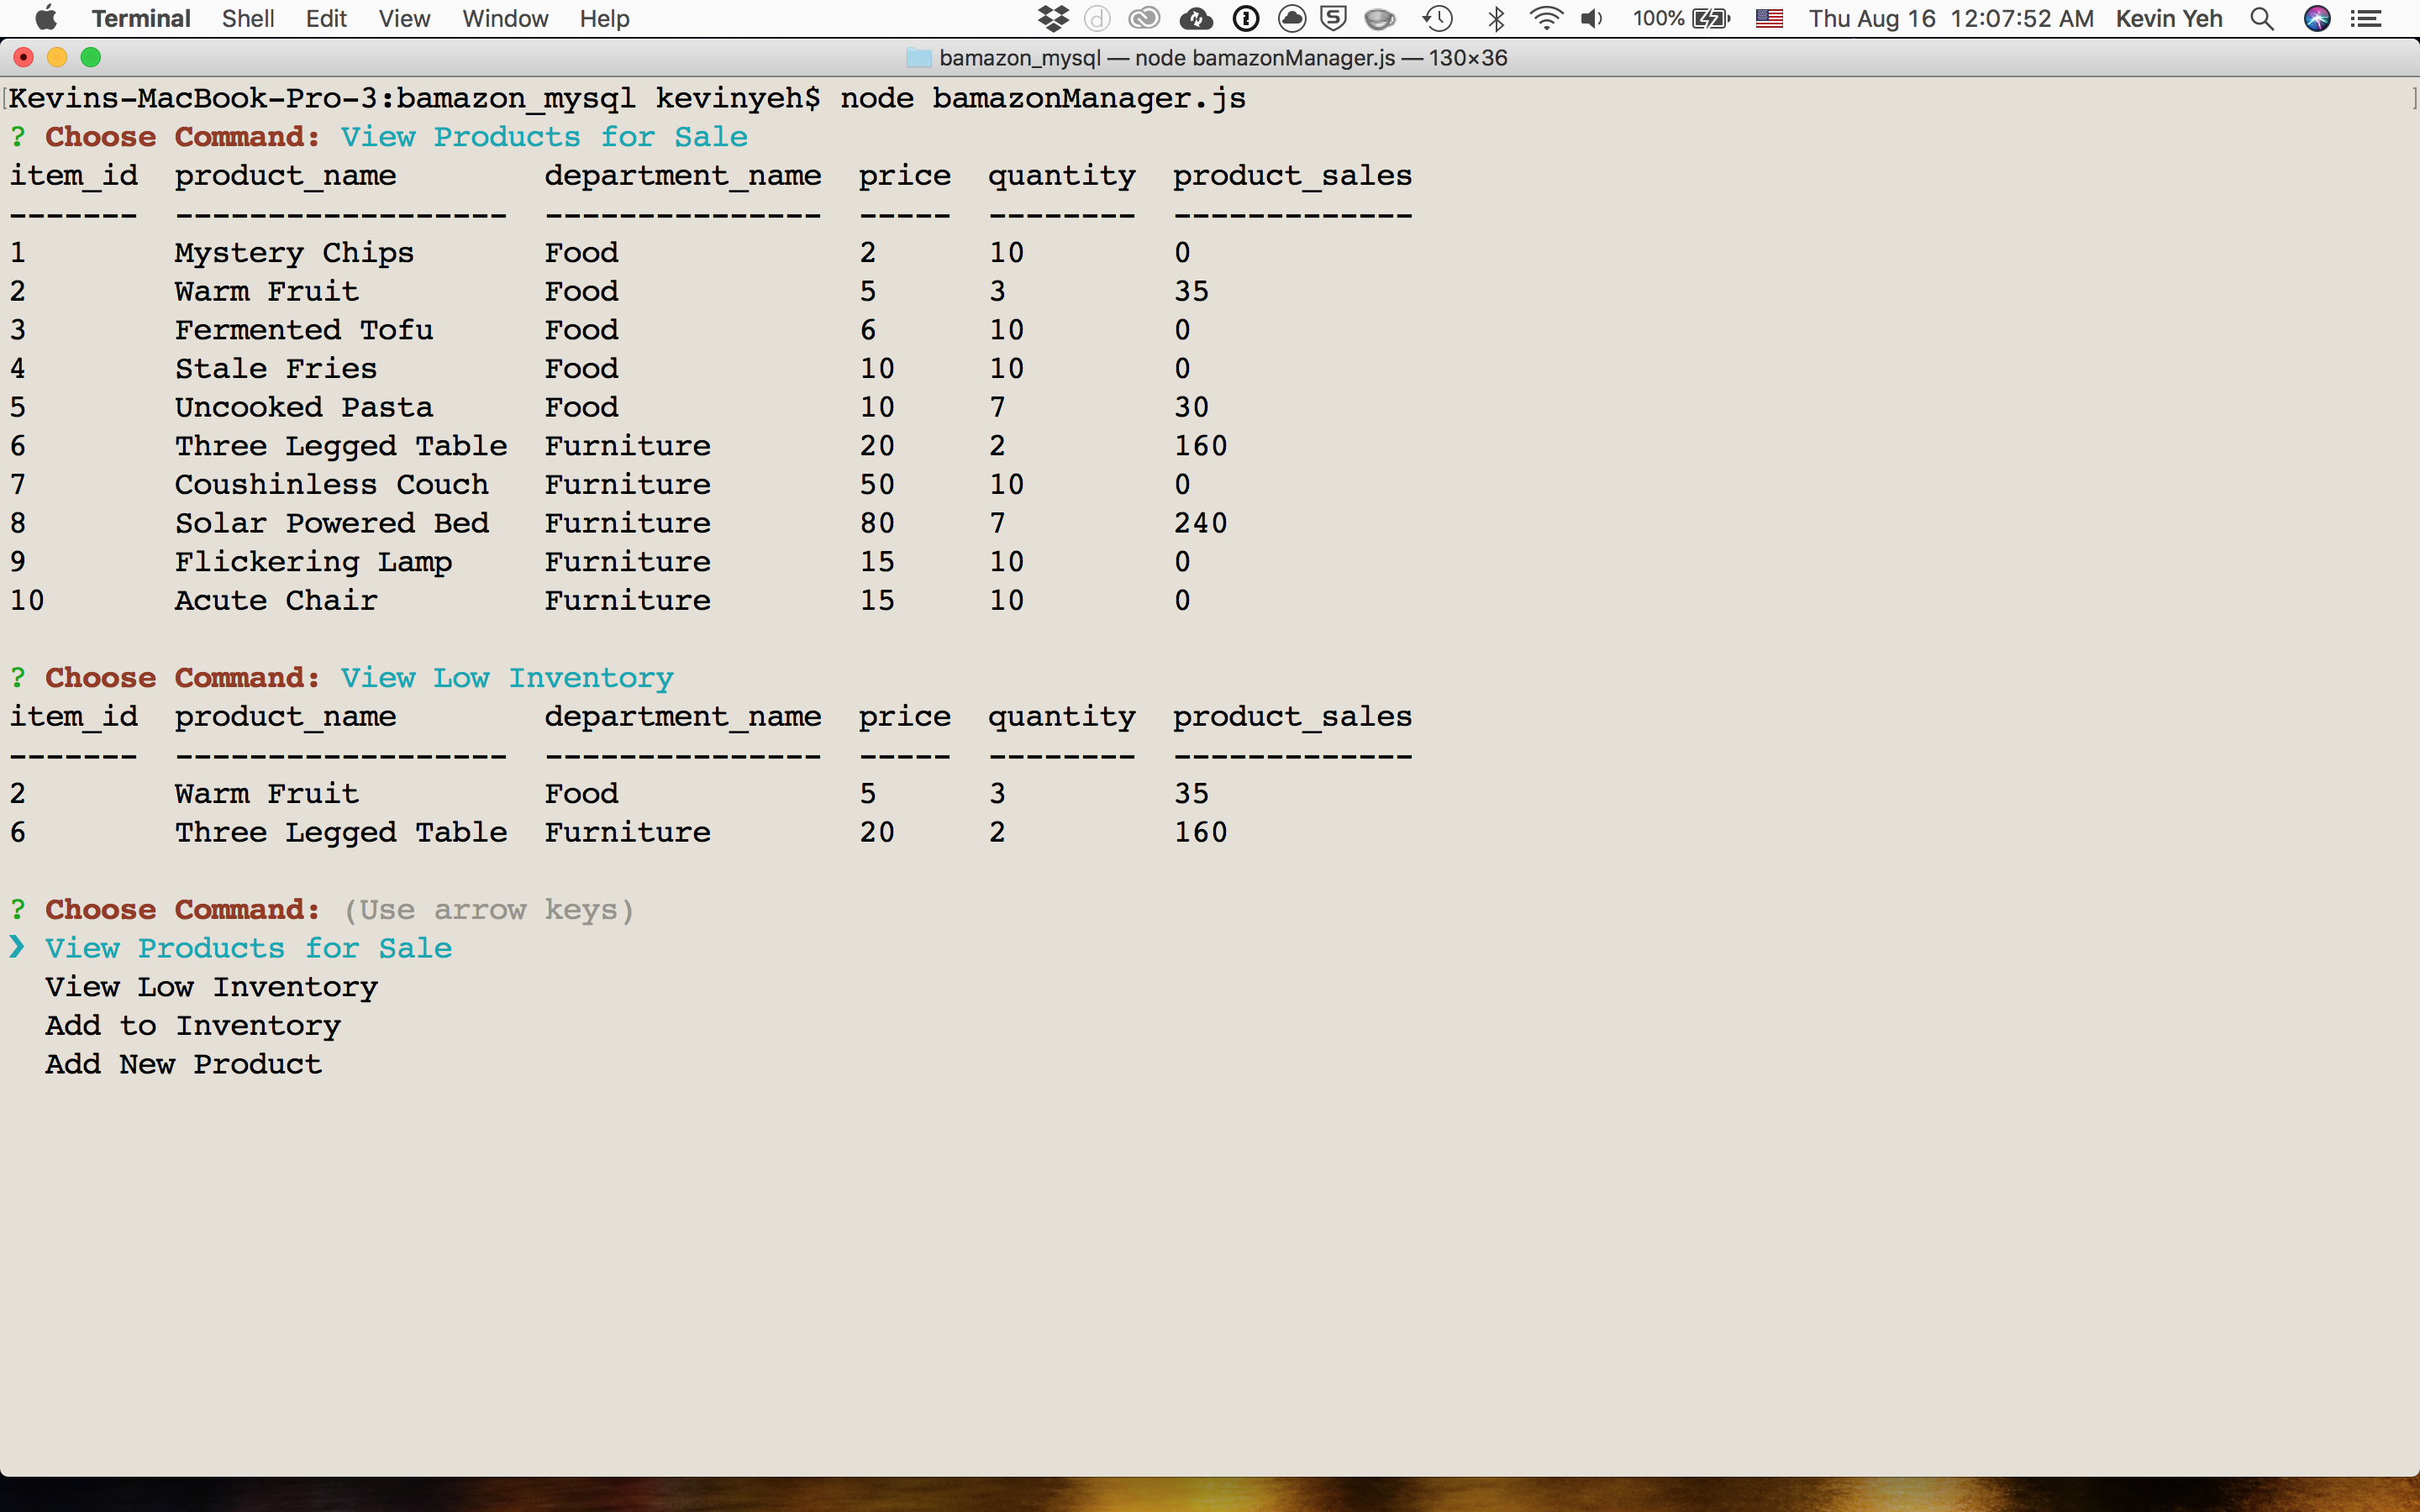 Terminal Shell Edit View Window Help 100% Thu Aug 16 12:07:52 AM Kevin Yeh
bamazon_mysql — node bamazonManager.js — 130×36
[Kevins-MacBook-Pro-3:bamazon_mysql kevinyeh$ node bamazonManager.js ]
? Choose Command: View Products for Sale
item_id  product_name        department_name  price  quantity  product_sales
-------  ------------------  ---------------  -----  --------  -------------
1        Mystery Chips       Food             2      10        0
2        Warm Fruit          Food             5      3         35
3        Fermented Tofu      Food             6      10        0
4        Stale Fries         Food             10     10        0
5        Uncooked Pasta      Food             10     7         30
6        Three Legged Table  Furniture        20     2         160
7        Coushinless Couch   Furniture        50     10        0
8        Solar Powered Bed   Furniture        80     7         240
9        Flickering Lamp     Furniture        15     10        0
10       Acute Chair         Furniture        15     10        0
? Choose Command: View Low Inventory
item_id  product_name        department_name  price  quantity  product_sales
-------  ------------------  ---------------  -----  --------  -------------
2        Warm Fruit          Food             5      3         35
6        Three Legged Table  Furniture        20     2         160
? Choose Command: (Use arrow keys)
❯ View Products for Sale
  View Low Inventory
  Add to Inventory
  Add New Product